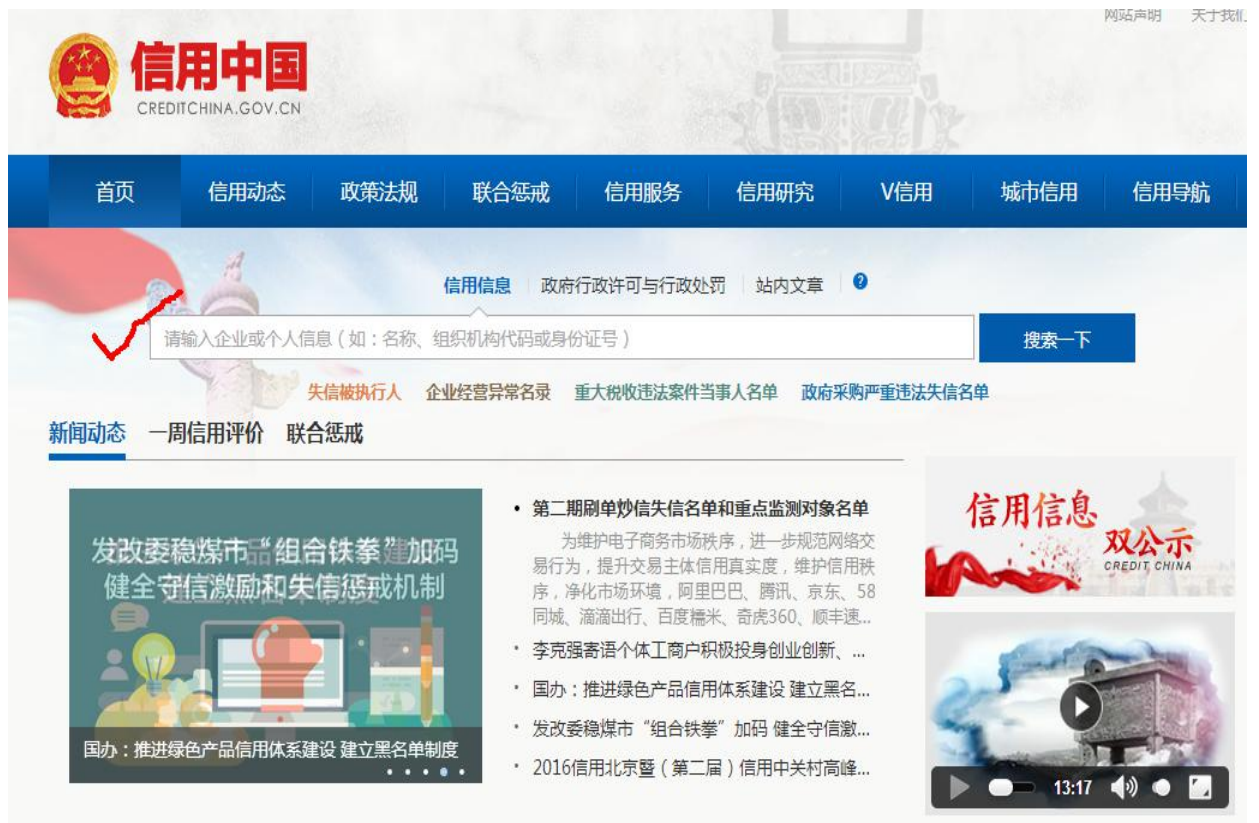 网站声明 关于我们
信用中国
CREDITCHINA.GOV.CN
首页 信用动态 政策法规 联合惩戒 信用服务 信用研究 V信用 城市信用 信用导航
信用信息 政府行政许可与行政处罚 站内文章 ?
请输入企业或个人信息(如:名称、组织机构代码或身份证号) 搜索一下
失信被执行人 企业经营异常名录 重大税收违法案件当事人名单 政府采购严重违法失信名单
新闻动态 一周信用评价 联合惩戒
发改委稳煤市“组合铁拳”加码
健全守信激励和失信惩戒机制
国办:推进绿色产品信用体系建设 建立黑名单制度
• 第二期刷单炒信失信名单和重点监测对象名单
为维护电子商务市场秩序,进一步规范网络交
易行为,提升交易主体信用真实度,维护信用秩
序,净化市场环境,阿里巴巴、腾讯、京东、58
同城、滴滴出行、百度糯米、奇虎360、顺丰速...
· 李克强寄语个体工商户积极投身创业创新、...
· 国办:推进绿色产品信用体系建设 建立黑名...
· 发改委稳煤市“组合铁拳”加码 健全守信激...
· 2016信用北京暨(第二届)信用中关村高峰...
信用信息
双公示
CREDIT CHINA
13:17